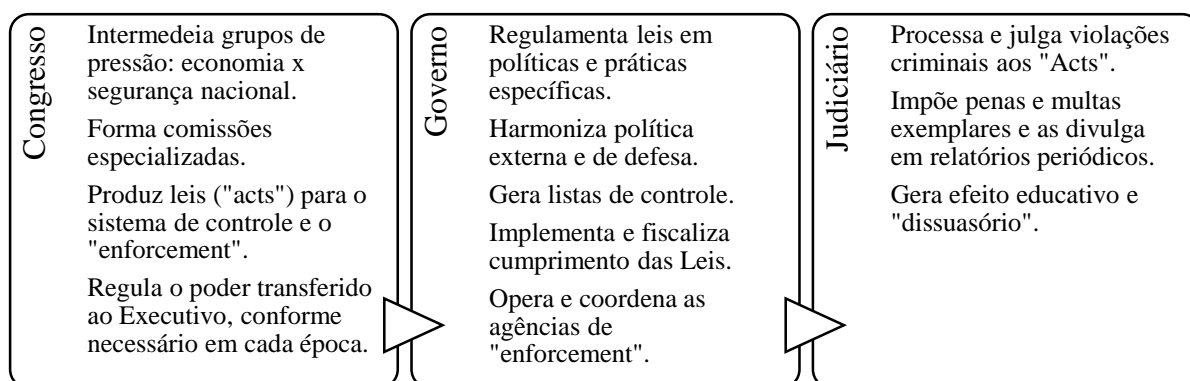 Congresso
Intermedeia grupos de
pressão: economia x
segurança nacional.
Forma comissões
especializadas.
Produz leis ("acts") para o
sistema de controle e o
"enforcement".
Regula o poder transferido
ao Executivo, conforme
necessário em cada época.
Governo
Regulamenta leis em
políticas e práticas
específicas.
Harmoniza política
externa e de defesa.
Gera listas de controle.
Implementa e fiscaliza
cumprimento das Leis.
Opera e coordena as
agências de
"enforcement".
Judiciário
Processa e julga violações
criminais aos "Acts".
Impõe penas e multas
exemplares e as divulga
em relatórios periódicos.
Gera efeito educativo e
"dissuasório".